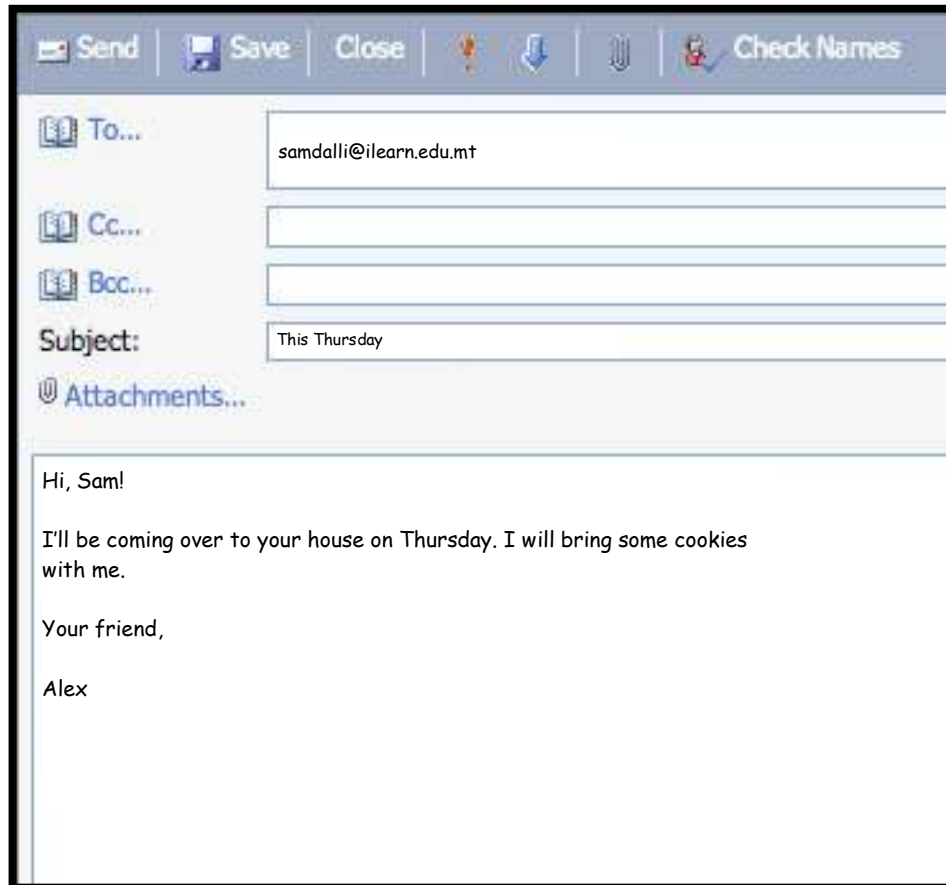 Send Save Close Check Names
To... samdalli@ilearn.edu.mt
Cc...
Bcc...
Subject: This Thursday
Attachments...
Hi, Sam!
I'll be coming over to your house on Thursday. I will bring some cookies
with me.
Your friend,
Alex